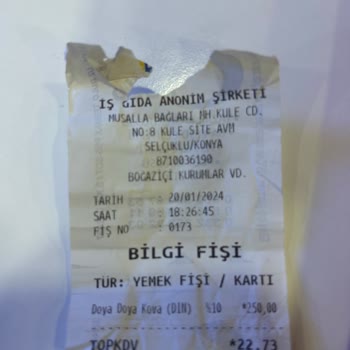 İŞ GIDA ANONİM ŞİRKETİ
MUSALLA BAĞLARI MH.KULE CD.
NO:8 KULE SİTE AVM
SELÇUKLU/KONYA
8710036190
BOĞAZİÇİ KURUMLAR VD.
TARİH 20/01/2024
SAAT 18:26:45
FİŞ NO 0173
BİLGİ FİŞİ
TÜR: YEMEK FİŞİ / KARTI
Doya Doya Kova (DIN) %10 *250,00
TOPKDV *22,73